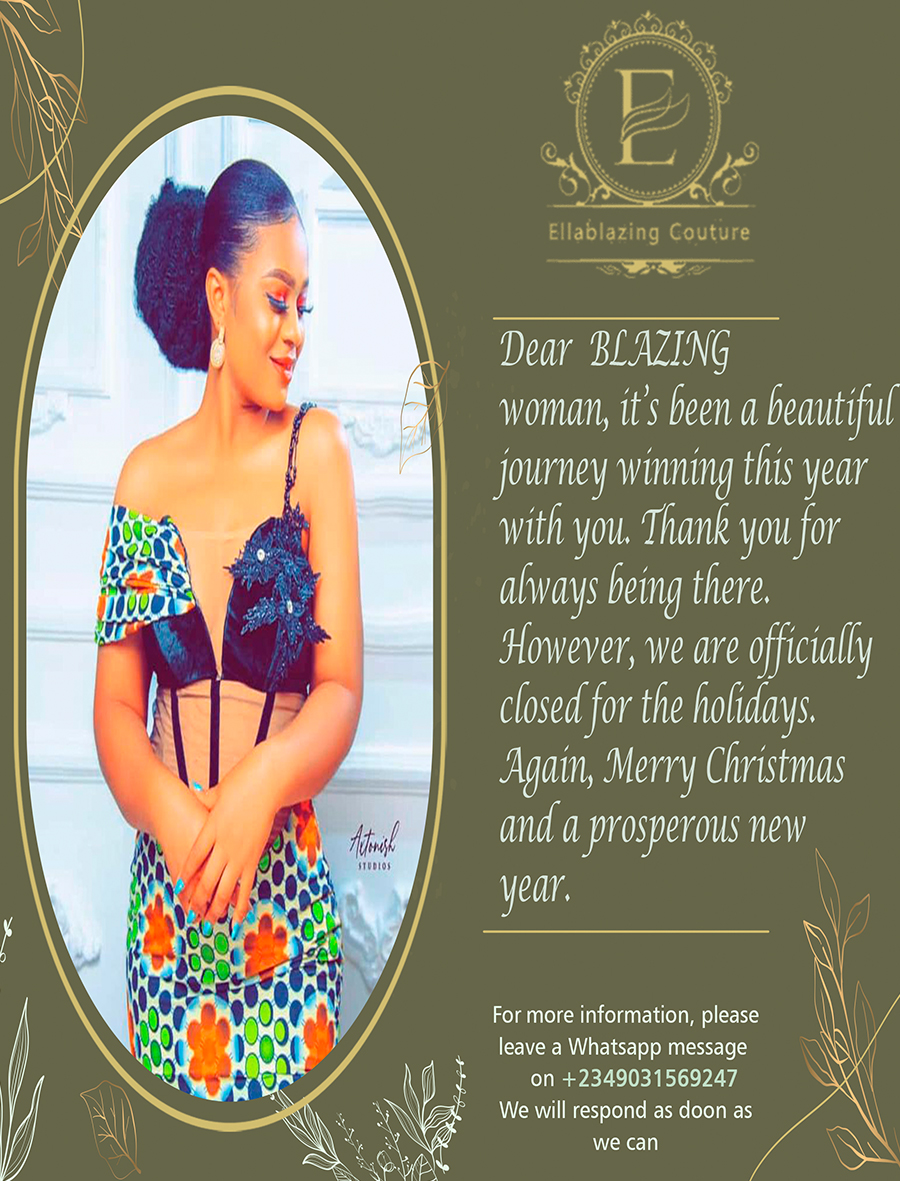 E
Ellablazing Couture
Dear BLAZING
woman, it's been a beautiful
journey winning this year
with you. Thank you for
always being there.
However, we are officially
closed for the holidays.
Again, Merry Christmas
and a prosperous new
year.
Astonish
STUDIOS
For more information, please
leave a Whatsapp message
on +2349031569247
We will respond as doon as
we can